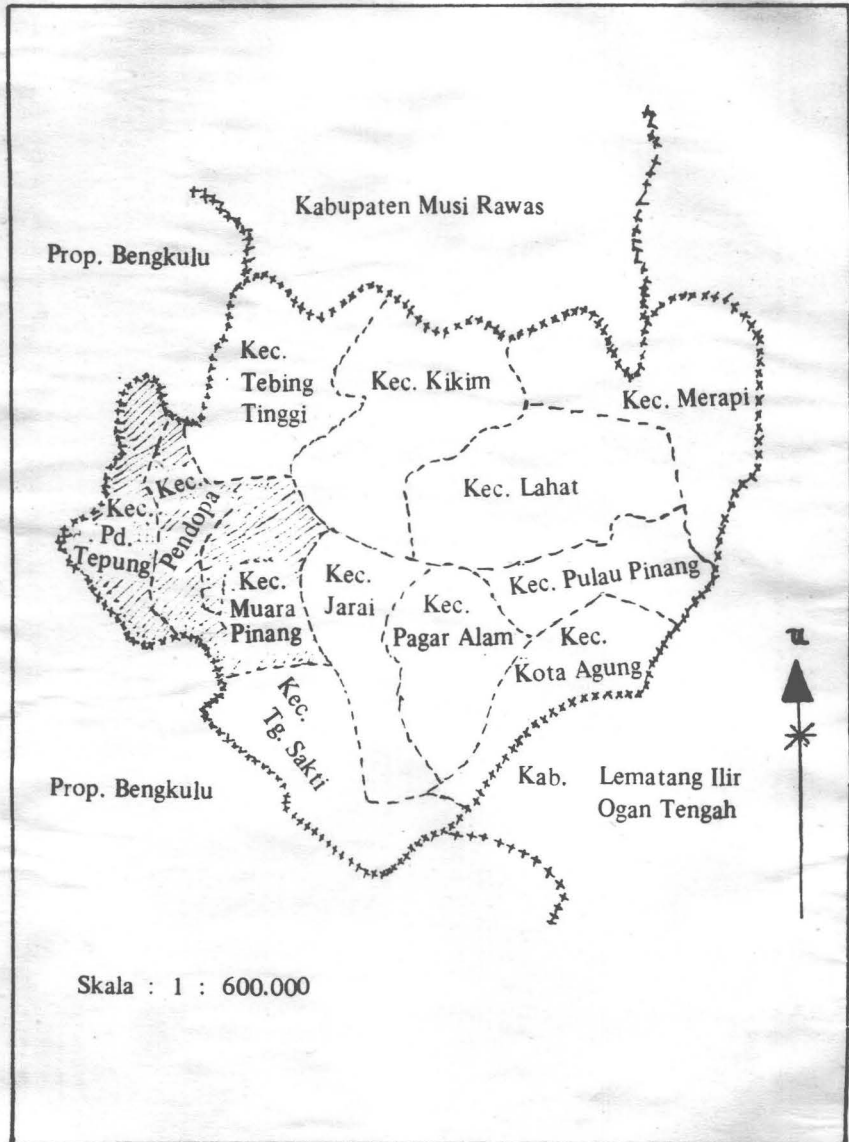 Kabupaten Musi Rawas
Prop. Bengkulu
Kec.
Tebing
Tinggi
Kec. Kikim
Kec. Merapi
Kec. Lahat
Kec.
Pendopa
Kec.
Pd.
Tepung
Kec.
Muara
Pinang
Kec.
Jarai
Kec.
Pagar Alam
Kec. Pulau Pinang
Kec.
Kota Agung
Kec.
Tg. Sakti
u
Prop. Bengkulu
Kab. Lematang Ilir
Ogan Tengah
Skala : 1 : 600.000